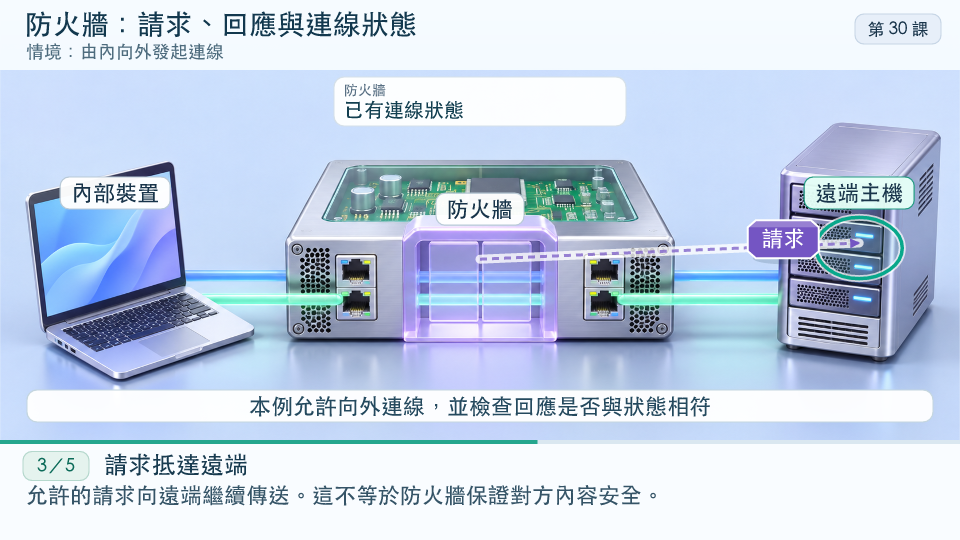 防火牆：請求、回應與連線狀態
情境：由內向外發起連線
第 30 課
防火牆
已有連線狀態
內部裝置
防火牆
遠端主機
請求
本例允許向外連線，並檢查回應是否與狀態相符
3／5
請求抵達遠端
允許的請求向遠端繼續傳送。這不等於防火牆保證對方內容安全。